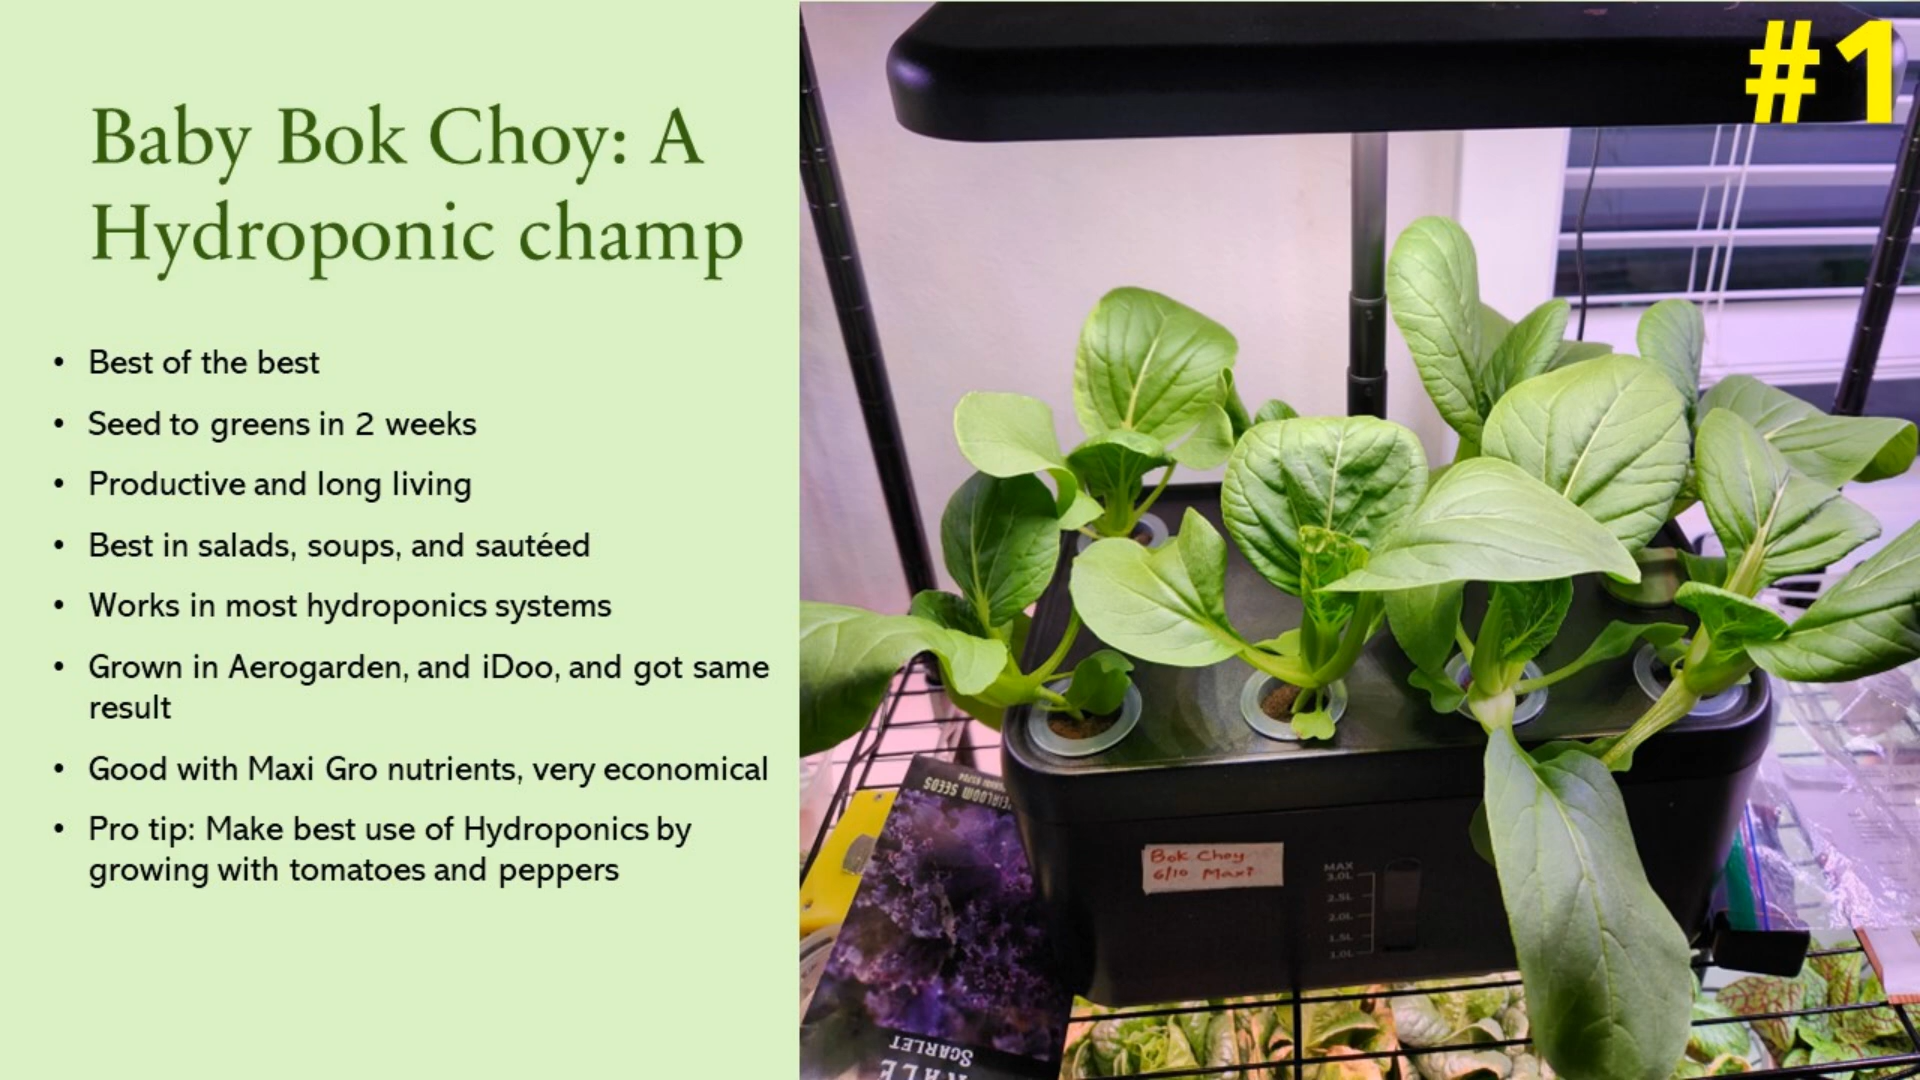 #1
Baby Bok Choy: A
Hydroponic champ
• Best of the best
• Seed to greens in 2 weeks
• Productive and long living
• Best in salads, soups, and sautéed
• Works in most hydroponics systems
• Grown in Aerogarden, and iDoo, and got same
result
• Good with Maxi Gro nutrients, very economical
• Pro tip: Make best use of Hydroponics by
growing with tomatoes and peppers
HEIRLOOM SEEDS
Bok Choy
6/10 Maxi
MAX
3.0L
2.5L
2.0L
1.5L
1.0L
SCARLET
KALE